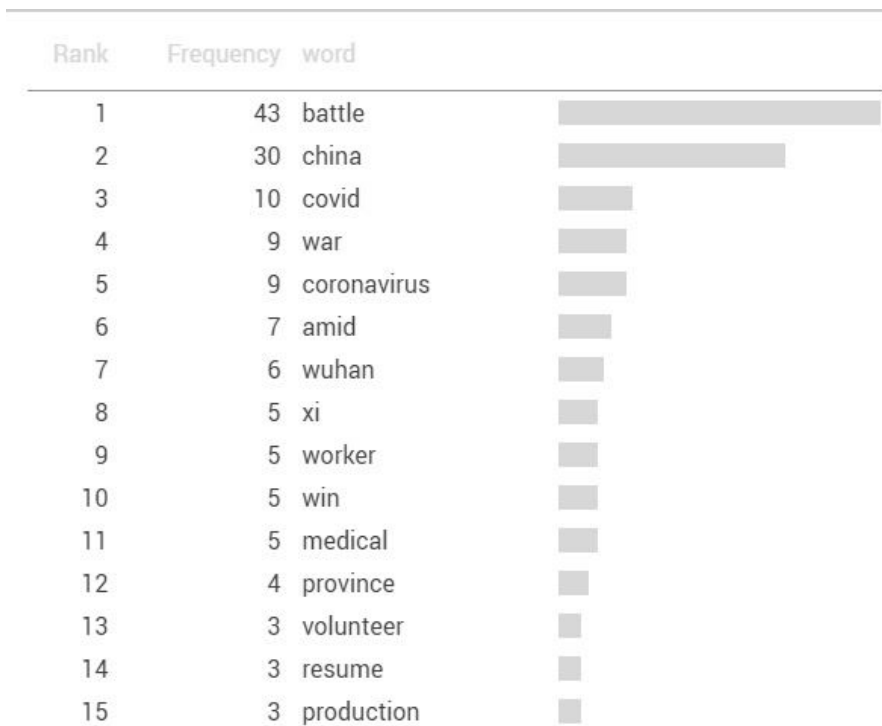 Rank Frequency word
1 43 battle
2 30 china
3 10 covid
4 9 war
5 9 coronavirus
6 7 amid
7 6 wuhan
8 5 xi
9 5 worker
10 5 win
11 5 medical
12 4 province
13 3 volunteer
14 3 resume
15 3 production